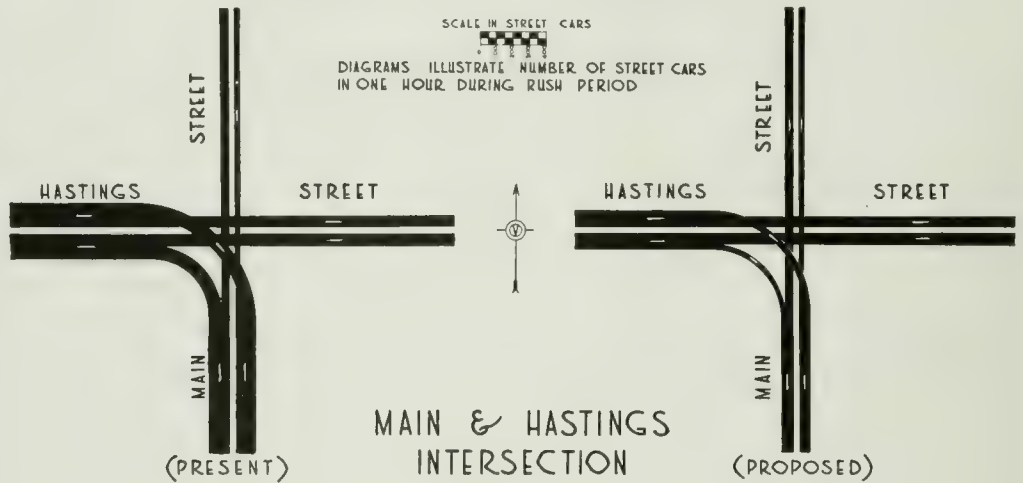 SCALE IN STREET CARS
DIAGRAMS ILLUSTRATE NUMBER OF STREET CARS
IN ONE HOUR DURING RUSH PERIOD
STREET
HASTINGS STREET
MAIN
(PRESENT)
V
STREET
HASTINGS STREET
MAIN
(PROPOSED)
MAIN & HASTINGS
INTERSECTION